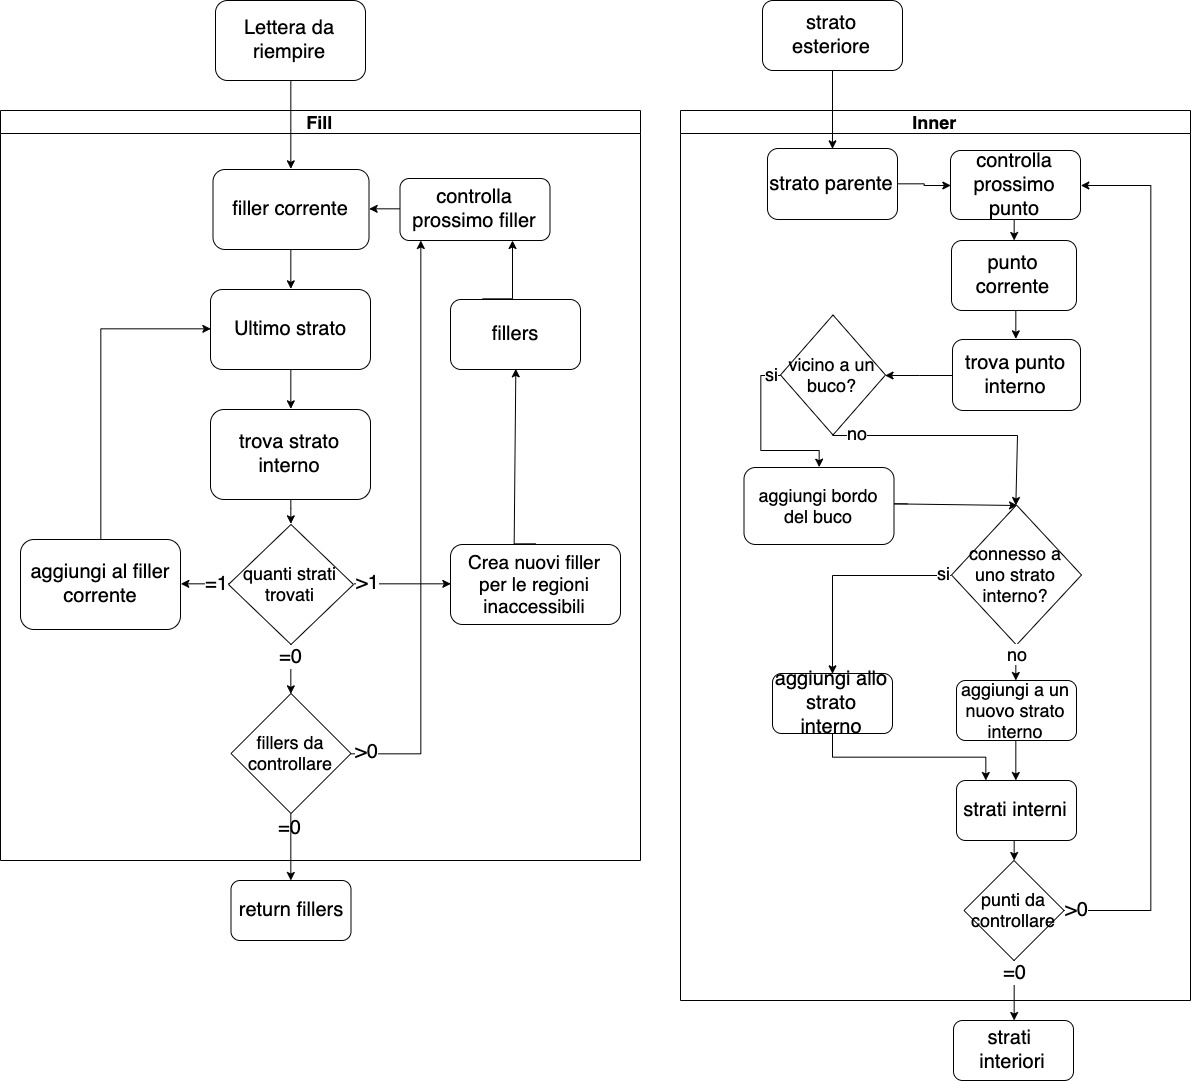 Lettera da
riempire
Fill
filler corrente
controlla
prossimo filler
Ultimo strato
fillers
trova strato
interno
aggiungi al filler
corrente
=1
quanti strati
trovati
>1
Crea nuovi filler
per le regioni
inaccessibili
=0
fillers da
controllare
>0
=0
return fillers
strato
esteriore
Inner
strato parente
controlla
prossimo
punto
punto
corrente
trova punto
interno
vicino a un
buco?
si
no
aggiungi bordo
del buco
connesso a
uno strato
interno?
si
no
aggiungi allo
strato
interno
aggiungi a un
nuovo strato
interno
strati interni
punti da
controllare
>0
=0
strati
interiori